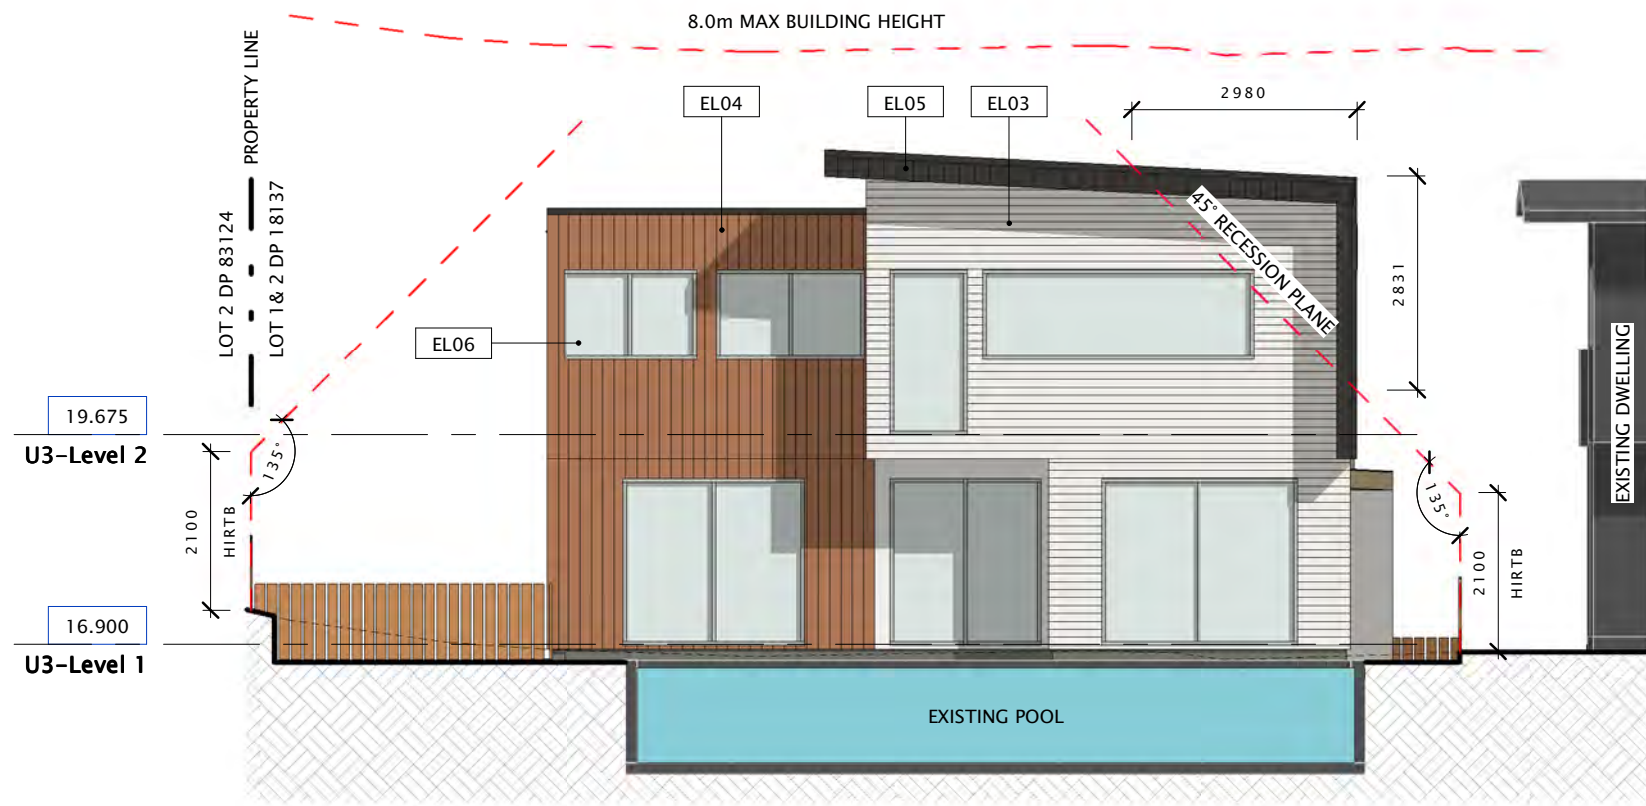 8.0m MAX BUILDING HEIGHT
PROPERTY LINE
LOT 2 DP 83124
LOT 1& 2 DP 18137
EL04
EL05
EL03
2980
45° RECESSION PLANE
2831
EL06
EXISTING DWELLING
19.675
U3-Level 2
135°
135°
2100
HIRTB
2100
HIRTB
16.900
U3-Level 1
EXISTING POOL